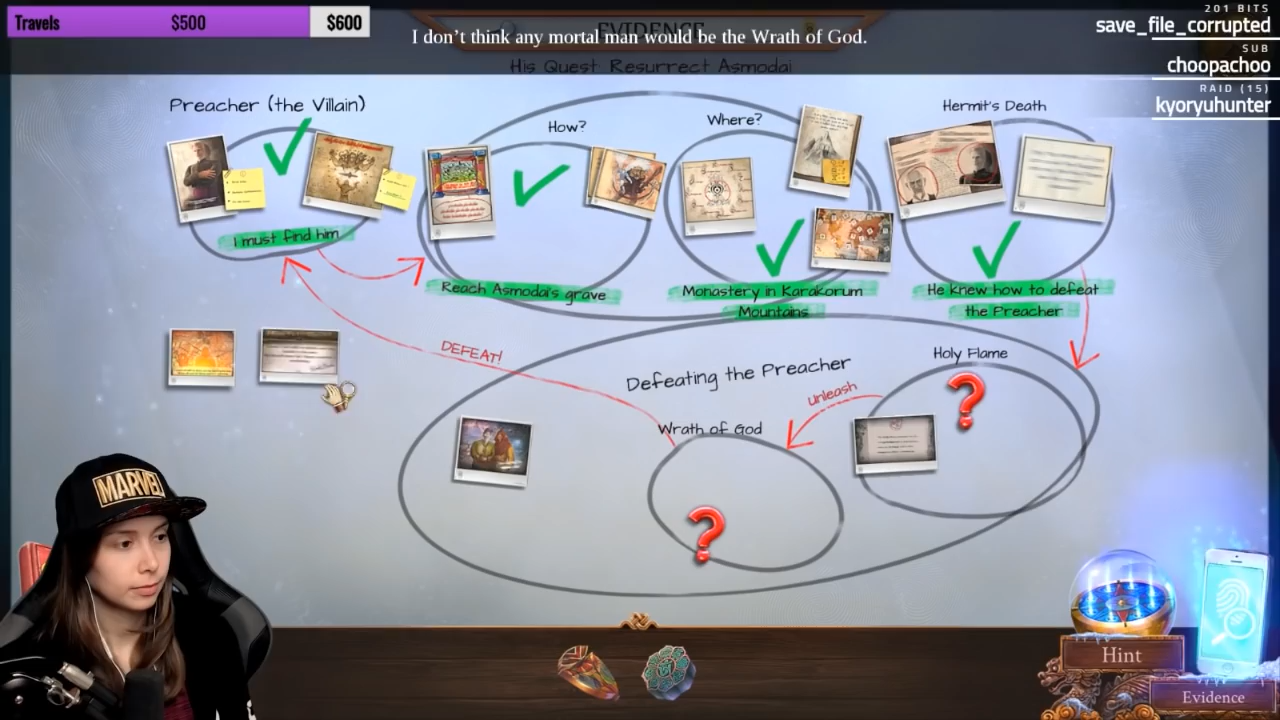 Travels $500 $600
EVIDENCE
I don't think any mortal man would be the Wrath of God.
His Quest: Resurrect Asmodai
201 BITS
save_file_corrupted
SUB
choopachoo
RAID (15)
kyoryuhunter
Preacher (the Villain)
How?
Where?
Hermit's Death
I must find him
Reach Asmodai's grave
Monastery in Karakorum
Mountains
He knew how to defeat
the Preacher
DEFEAT!
Defeating the Preacher
Holy Flame
Unleash
Wrath of God
MARVEL
Hint
Evidence